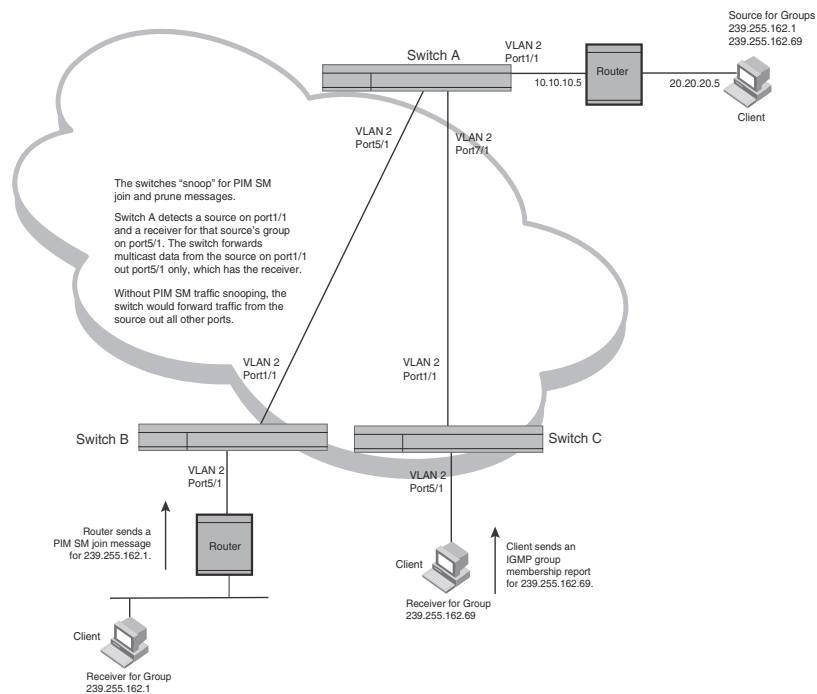 Source for Groups
239.255.162.1
239.255.162.69
Switch A
VLAN 2
Port1/1
10.10.10.5
Router
20.20.20.5
Client
VLAN 2
Port5/1
VLAN 2
Port7/1
The switches “snoop” for PIM SM
join and prune messages.
Switch A detects a source on port1/1
and a receiver for that source’s group
on port5/1. The switch forwards
multicast data from the source on port1/1
out port5/1 only, which has the receiver.
Without PIM SM traffic snooping, the
switch would forward traffic from the
source out all other ports.
VLAN 2
Port1/1
VLAN 2
Port1/1
Switch B
Switch C
VLAN 2
Port5/1
VLAN 2
Port5/1
Router sends a
PIM SM join message
for 239.255.162.1.
Router
Client
Client sends an
IGMP group
membership report
for 239.255.162.69.
Receiver for Group
239.255.162.69
Client
Receiver for Group
239.255.162.1